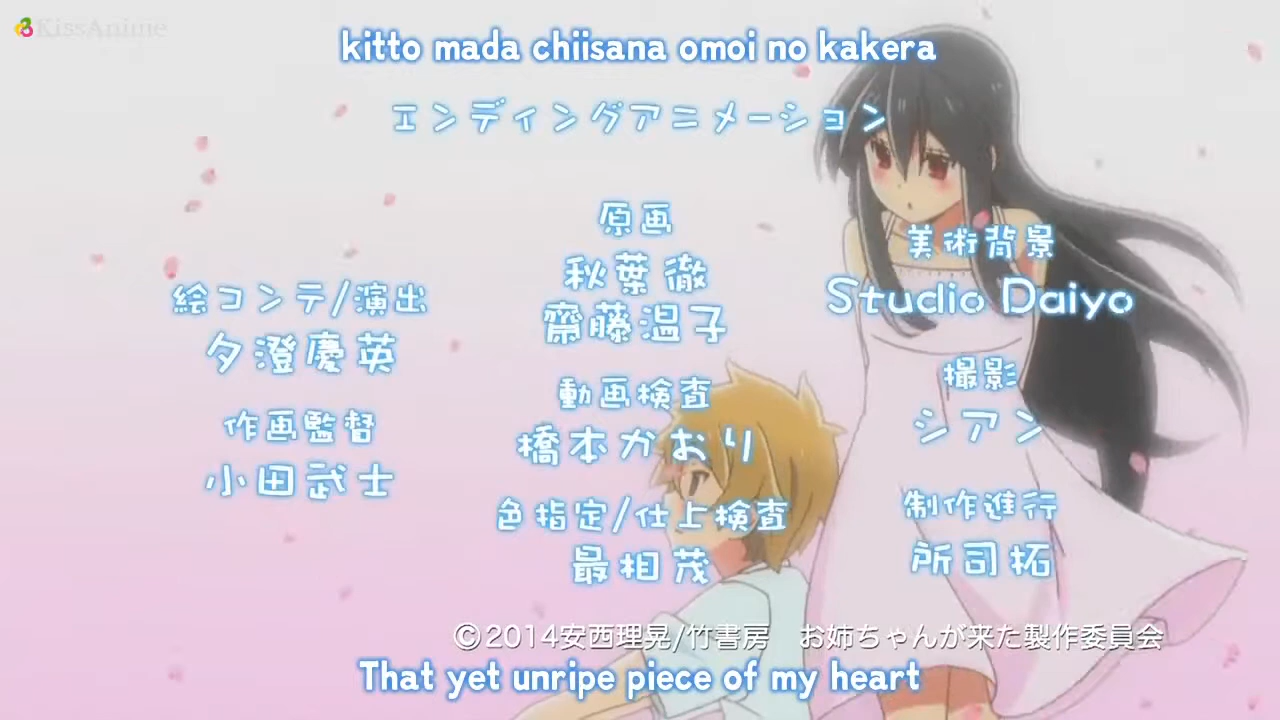 KissAnime
kitto mada chiisana omoi no kakera
エンディングアニメーション
絵コンテ/演出
夕澄慶英
作画監督
小田武士
原画
秋葉徹
齋藤温子
動画検査
橋本かおり
色指定/仕上検査
最相茂
美術背景
Studio Daiyo
撮影
シアン
制作進行
所司拓
©2014安西理晃/竹書房　お姉ちゃんが来た製作委員会
That yet unripe piece of my heart